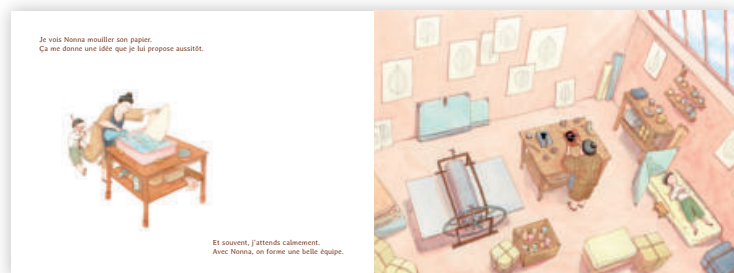 Je vois Nonna mouiller son papier.
Ça me donne une idée que je lui propose aussitôt.
Et souvent, j'attends calmement.
Avec Nonna, on forme une belle équipe.